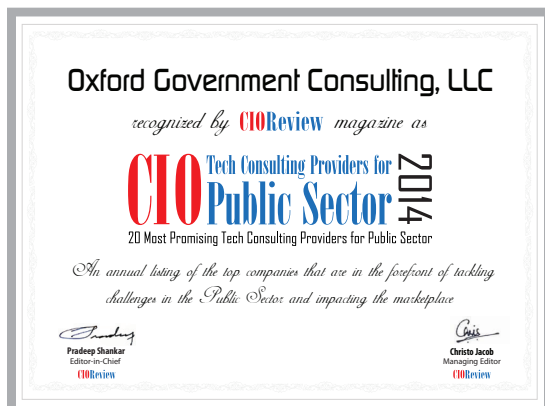 Oxford Government Consulting, LLC
recognized by CIOReview magazine as
CIO Tech Consulting Providers for
Public Sector 2014
20 Most Promising Tech Consulting Providers for Public Sector
An annual listing of the top companies that are in the forefront of tackling
challenges in the Public Sector and impacting the marketplace
Pradeep
Chris
Pradeep Shankar
Editor-in-Chief
CIOReview
Christo Jacob
Managing Editor
CIOReview